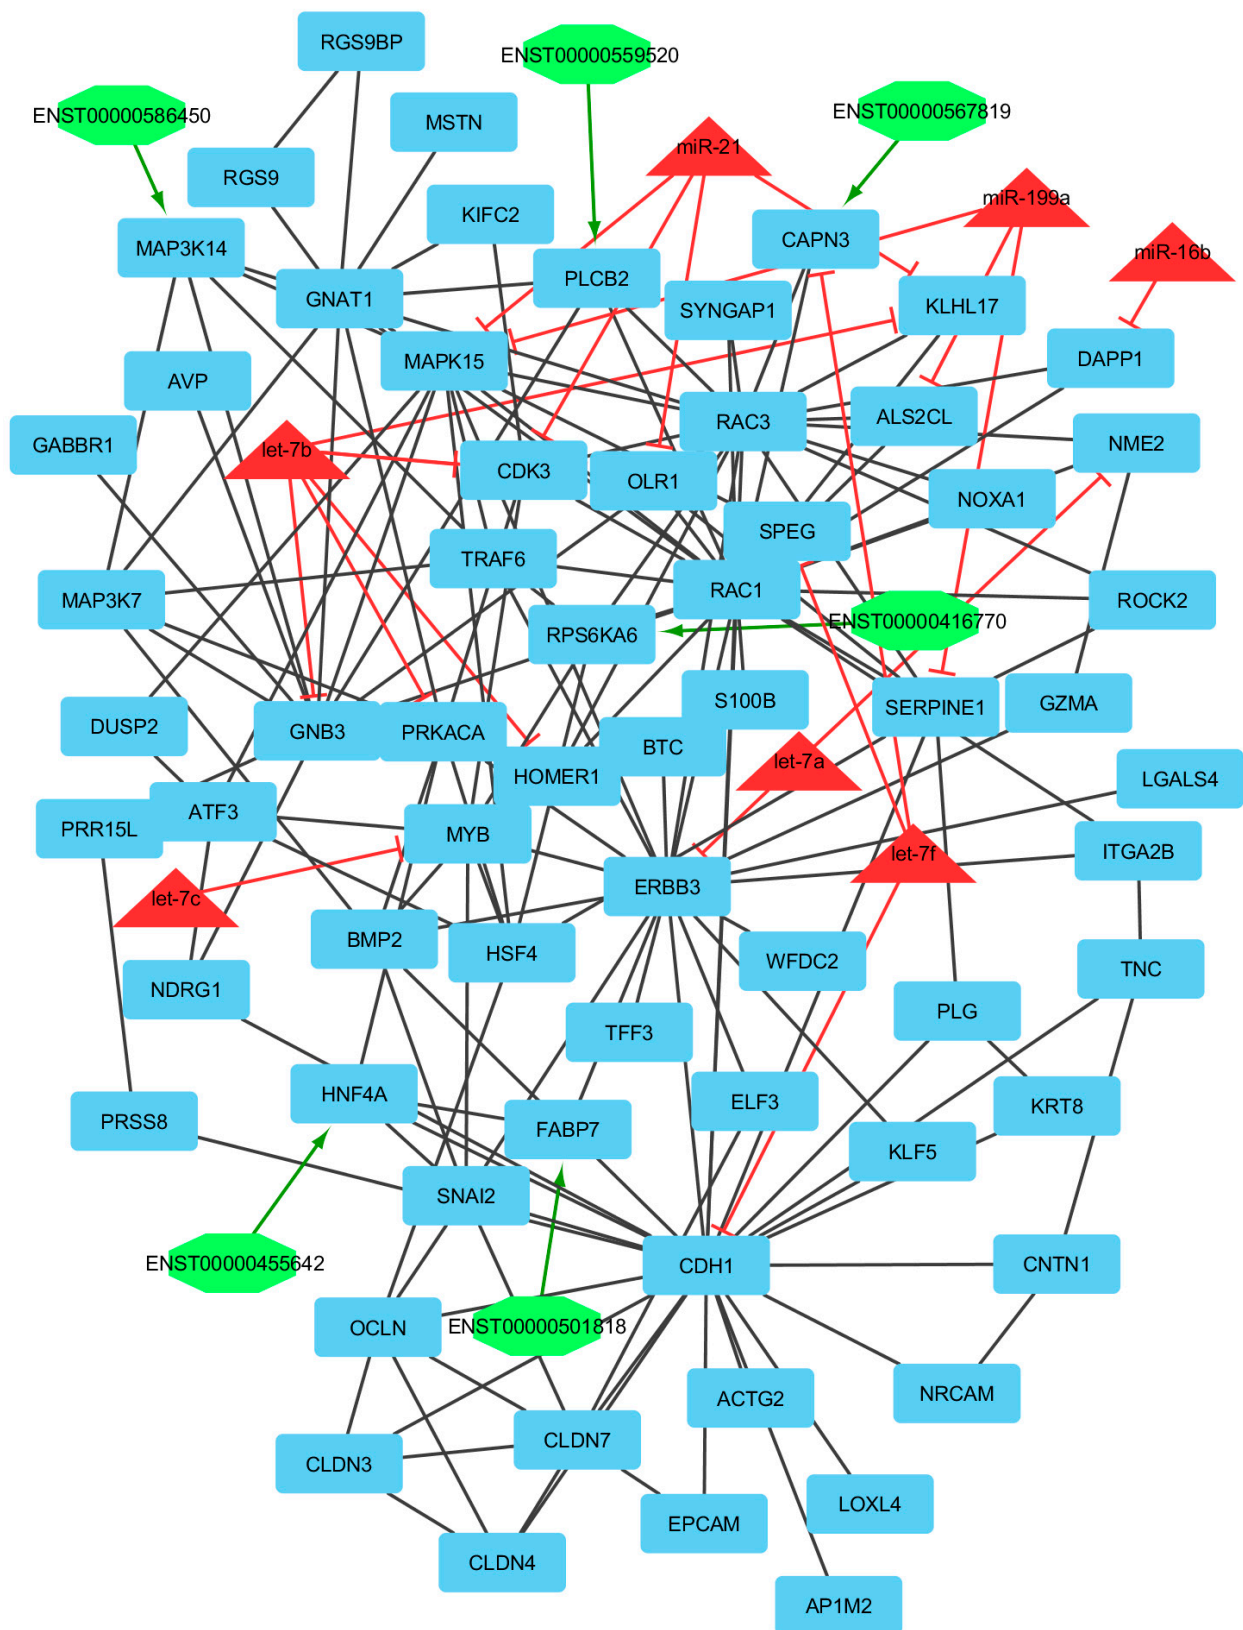 RGS9BP
ENST00000559520
ENST00000586450
MSTN
ENST00000567819
miR-21
RGS9
KIFC2
miR-199a
MAP3K14
CAPN3
miR-16b
GNAT1
PLCB2
SYNGAP1
KLHL17
MAPK15
DAPP1
AVP
RAC3
ALS2CL
GABBR1
let-7b
CDK3
OLR1
NME2
NOXA1
SPEG
TRAF6
RAC1
MAP3K7
ROCK2
RPS6KA6
ENST00000416770
DUSP2
GNB3
PRKACA
S100B
SERPINE1
GZMA
BTC
HOMER1
let-7a
LGALS4
PRR15L
ATF3
MYB
let-7f
ITGA2B
let-7c
ERBB3
BMP2
HSF4
WFDC2
TNC
NDRG1
PLG
TFF3
HNF4A
ELF3
KRT8
PRSS8
FABP7
KLF5
SNAI2
ENST00000455642
CDH1
CNTN1
OCLN
ENST00000501818
ACTG2
NRCAM
CLDN7
CLDN3
LOXL4
EPCAM
CLDN4
AP1M2